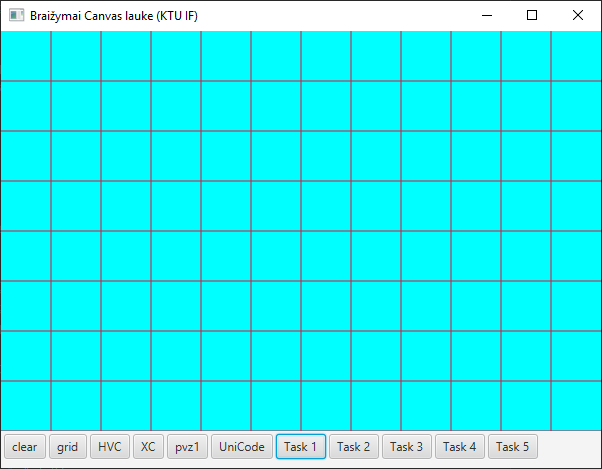 Braižymai Canvas lauke (KTU IF)
clear grid HVC XC pvz1 UniCode Task 1 Task 2 Task 3 Task 4 Task 5